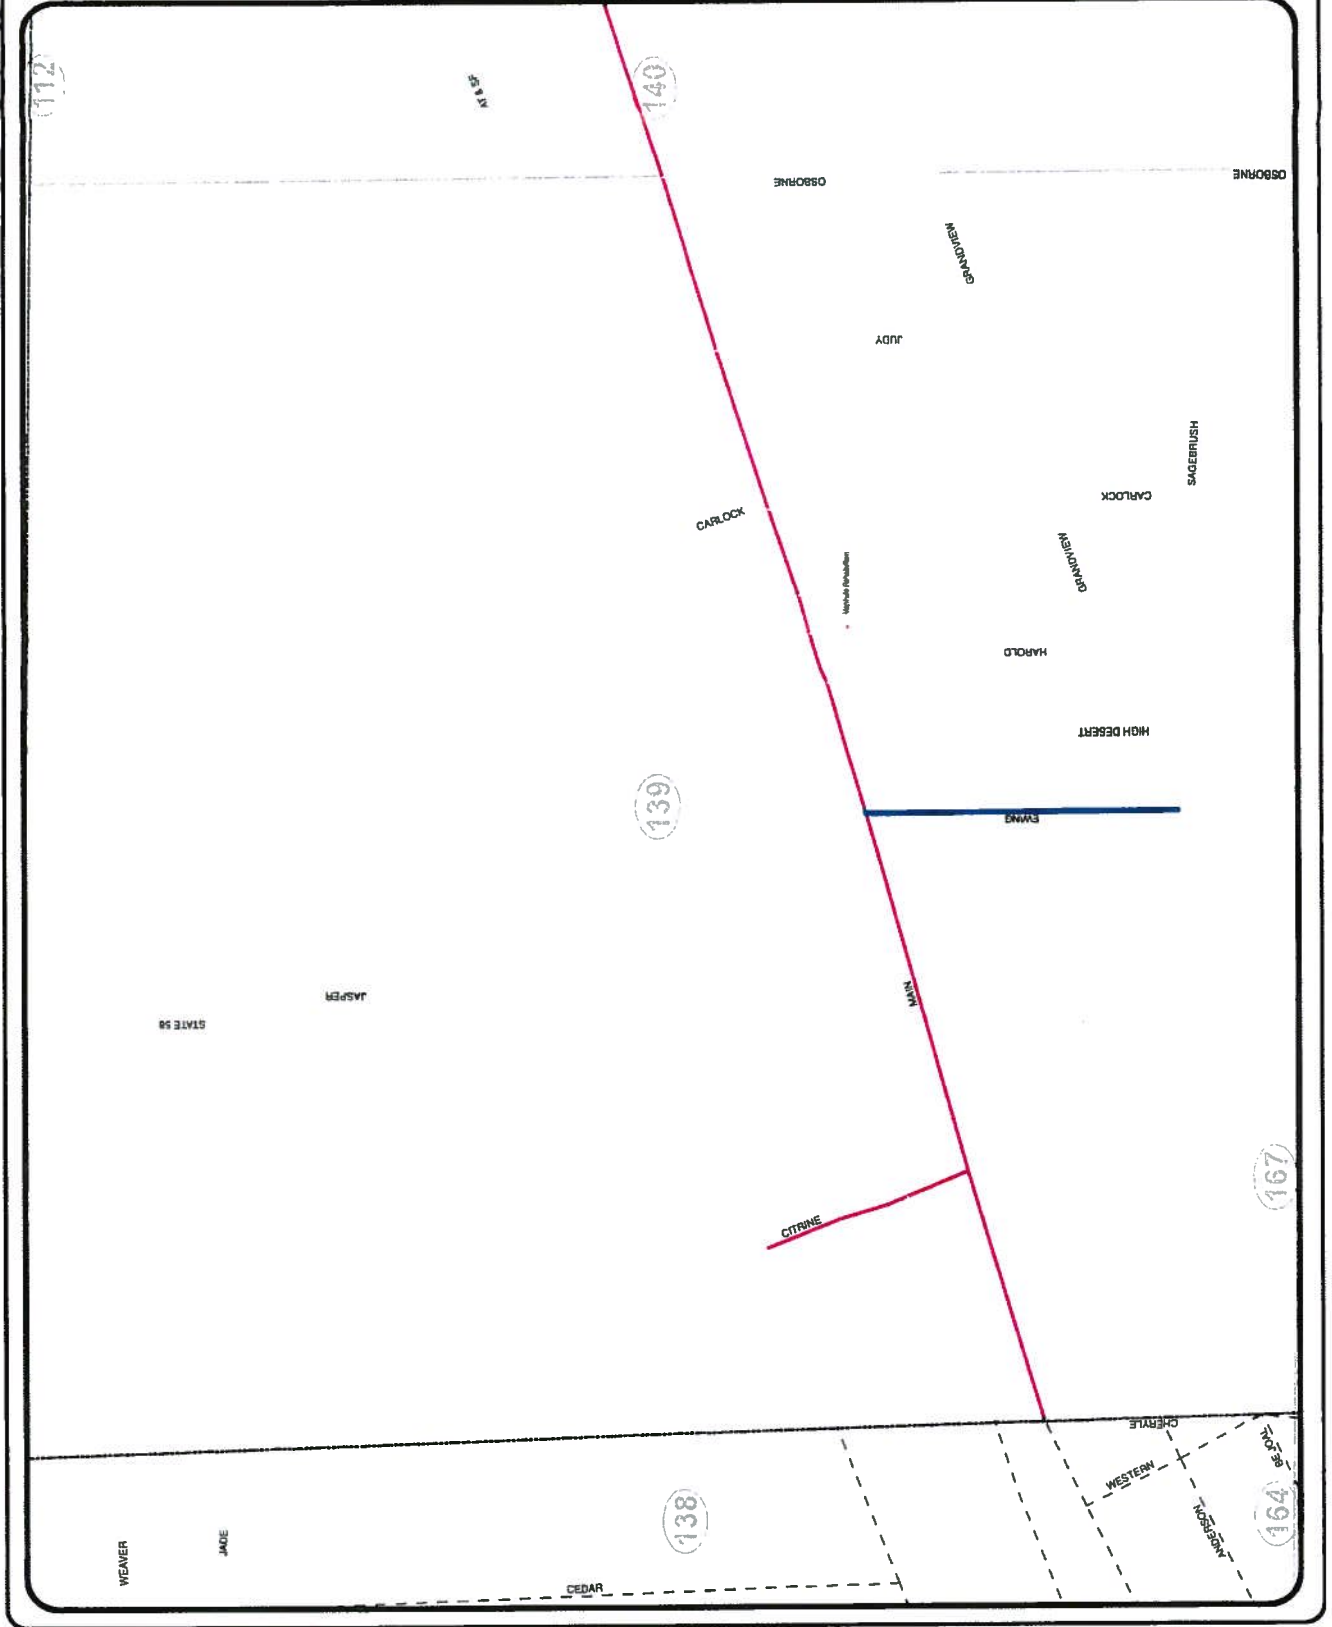 112
AT & SF
140
OSBORNE
OSBORNE
GRANDVIEW
JUDY
SAGEBRUSH
CARLOCK
CARLOCK
GRANDVIEW
HAROLD
HIGH DESERT
139
EWING
MAIN
JASPER
STATE 58
167
CITRINE
CHERYLE
WESTERN
138
ANDERSON
164
JADE
WEAVER
CEDAR